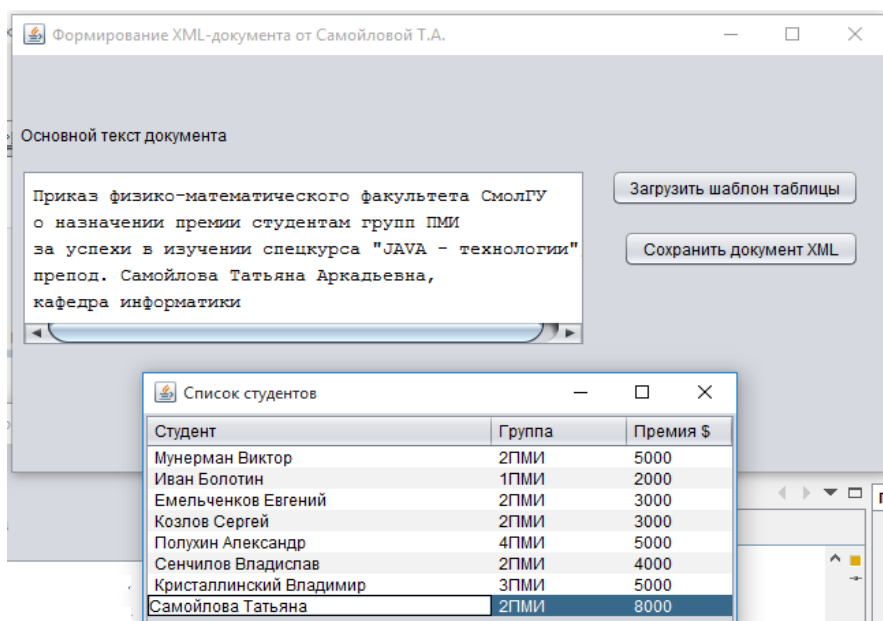 Формирование XML-документа от Самойловой Т.А.
Основной текст документа
Приказ физико-математического факультета СмолГУ
о назначении премии студентам групп ПМИ
за успехи в изучении спецкурса "JAVA - технологии"
препод. Самойлова Татьяна Аркадьевна,
кафедра информатики
Загрузить шаблон таблицы
Сохранить документ XML
Список студентов
Студент Группа Премия $
Мунерман Виктор 2ПМИ 5000
Иван Болотин 1ПМИ 2000
Емельченков Евгений 2ПМИ 3000
Козлов Сергей 2ПМИ 3000
Полухин Александр 4ПМИ 5000
Сенчилов Владислав 2ПМИ 4000
Кристаллинский Владимир 3ПМИ 5000
Самойлова Татьяна 2ПМИ 8000